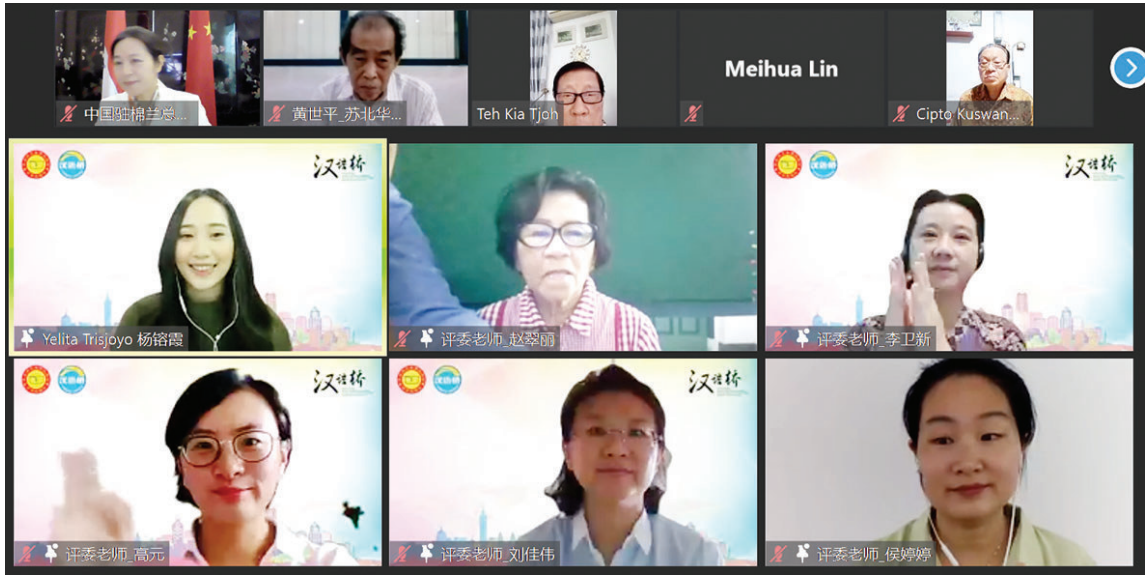 中国驻棉兰总...
黄世平_苏北华...
Teh Kia Tjoh
Meihua Lin
Cipto Kuswan...
汉语桥
汉语桥
Yelita Trisjoyo 杨镕霞
评委老师_赵翠丽
评委老师_李卫新
汉语桥
汉语桥
评委老师_高元
评委老师_刘佳伟
评委老师_侯婷婷